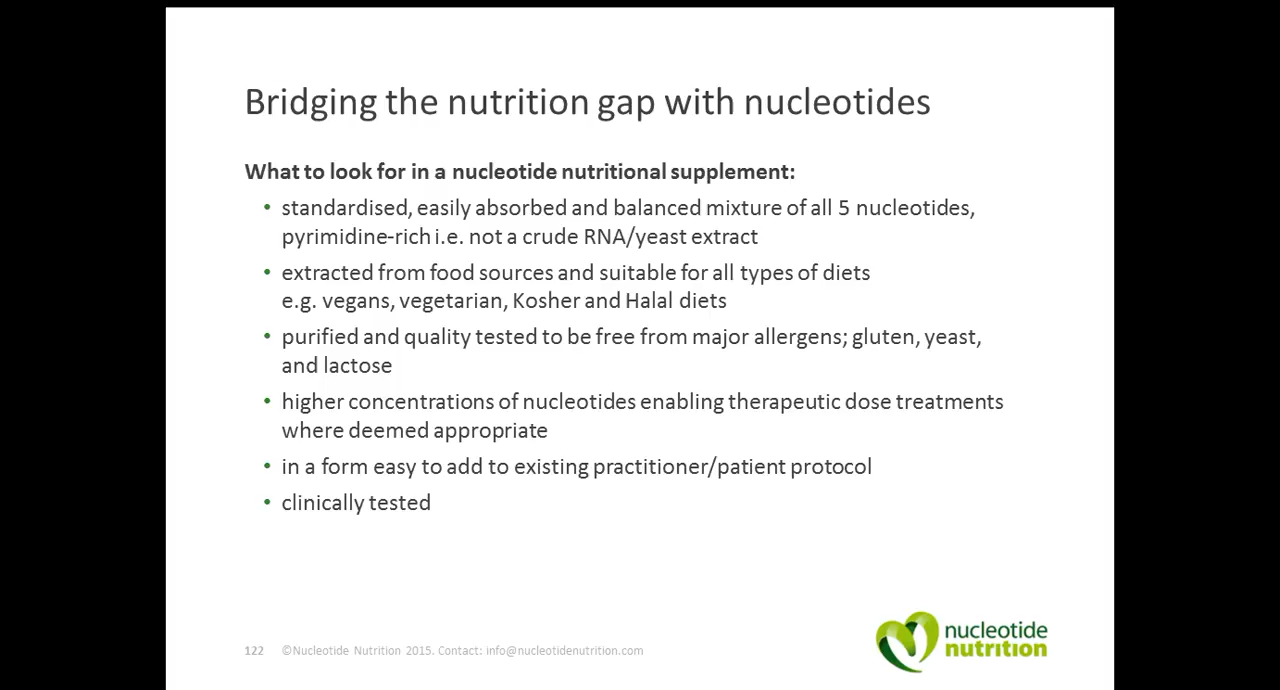 Bridging the nutrition gap with nucleotides
What to look for in a nucleotide nutritional supplement:
• standardised, easily absorbed and balanced mixture of all 5 nucleotides,
pyrimidine-rich i.e. not a crude RNA/yeast extract
• extracted from food sources and suitable for all types of diets
e.g. vegans, vegetarian, Kosher and Halal diets
• purified and quality tested to be free from major allergens; gluten, yeast,
and lactose
• higher concentrations of nucleotides enabling therapeutic dose treatments
where deemed appropriate
• in a form easy to add to existing practitioner/patient protocol
• clinically tested
122 ©Nucleotide Nutrition 2015. Contact: info@nucleotidenutrition.com
nucleotide
nutrition